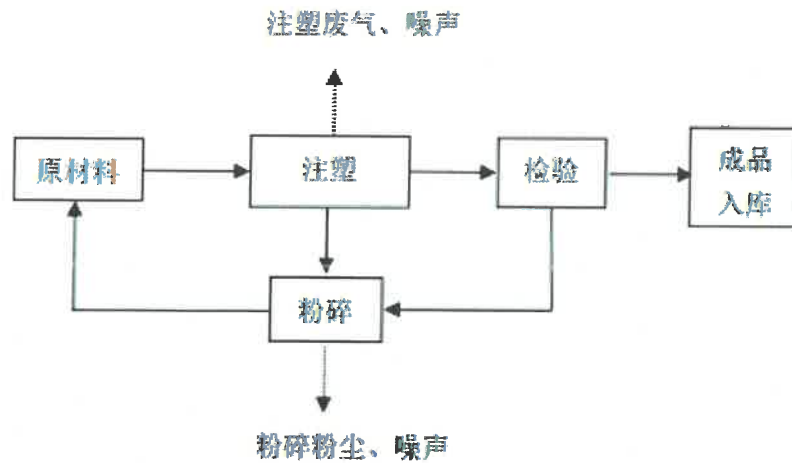 注塑废气、噪声
原材料
注塑
检验
成品
入库
粉碎
粉碎粉尘、噪声